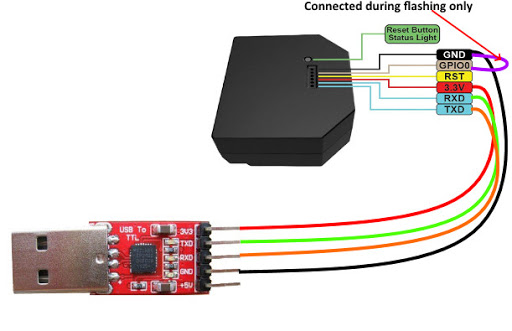 Connected during flashing only
Reset Button
Status Light
GND
GPIO0
RST
3.3V
RXD
TXD
USB To
TTL
3V3
TXD
RXD
GND
+5V